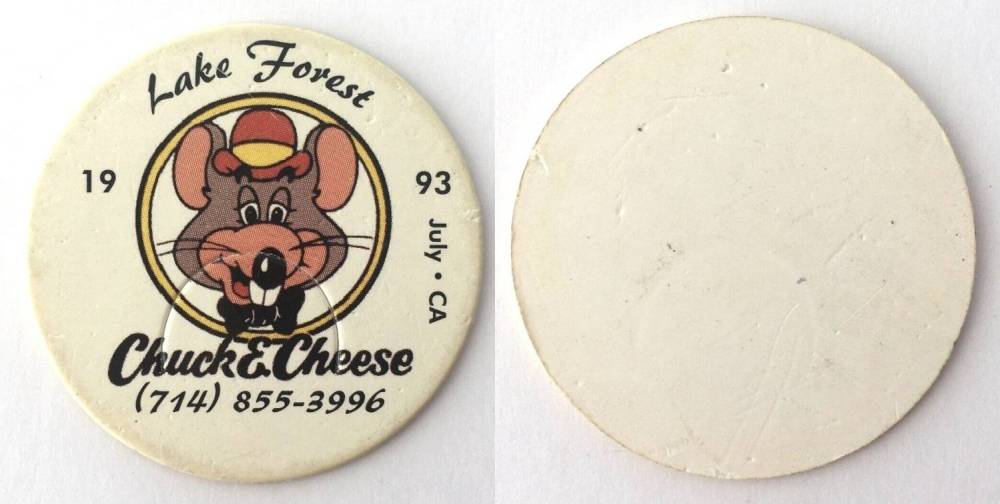 Lake Forest
19 93
July • CA
Chuck E. Cheese
(714) 855-3996